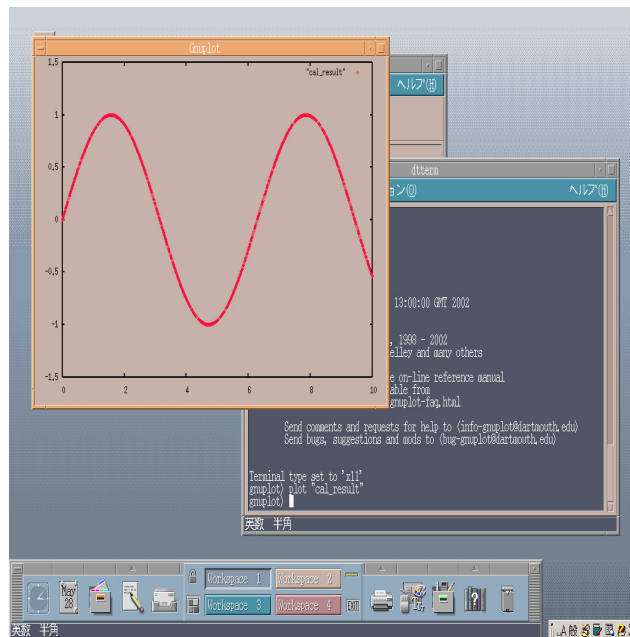 Gnuplot
"cal_result"
1.5
1
0.5
0
-0.5
-1
-1.5
0 2 4 6 8 10
ヘルプ(H)
dtterm
ョン(O) ヘルプ(H)
13:00:00 GMT 2002
, 1998 - 2002
elley and many others
e on-line reference manual
able from
gnuplot-faq.html
Send comments and requests for help to <info-gnuplot@dartmouth.edu>
Send bugs, suggestions and mods to <bug-gnuplot@dartmouth.edu>
Terminal type set to 'x11'
gnuplot> plot "cal_result"
gnuplot>
英数 半角
Workspace 1 Workspace 2
Workspace 3 Workspace 4
EXIT
May
28
英数 半角
A 般